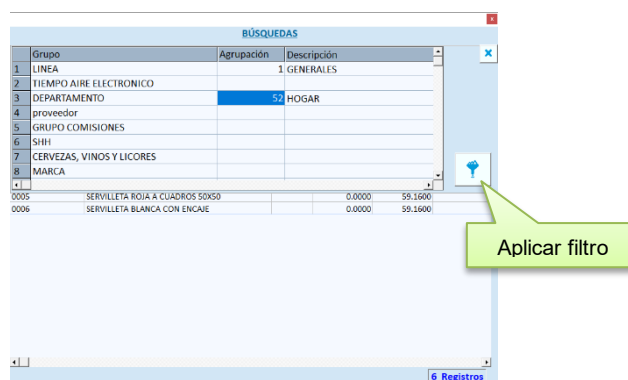 x
BÚSQUEDAS
Grupo Agrupación Descripción
1 LINEA 1 GENERALES
2 TIEMPO AIRE ELECTRONICO
3 DEPARTAMENTO 52 HOGAR
4 proveedor
5 GRUPO COMISIONES
6 SHH
7 CERVEZAS, VINOS Y LICORES
8 MARCA
0005 SERVILLETA ROJA A CUADROS 50X50 0.0000 59.1600
0006 SERVILLETA BLANCA CON ENCAJE 0.0000 59.1600
Aplicar filtro
6 Registros